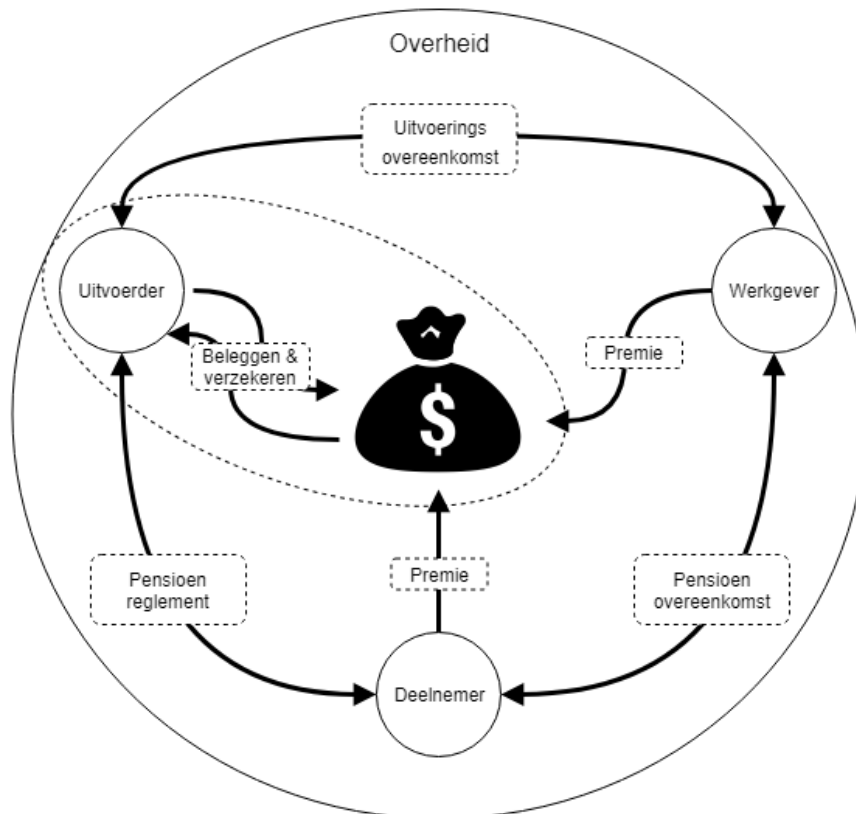 Overheid
Uitvoerings
overeenkomst
Uitvoerder
Werkgever
Beleggen &
verzekeren
Premie
$
Premie
Pensioen
reglement
Pensioen
overeenkomst
Deelnemer